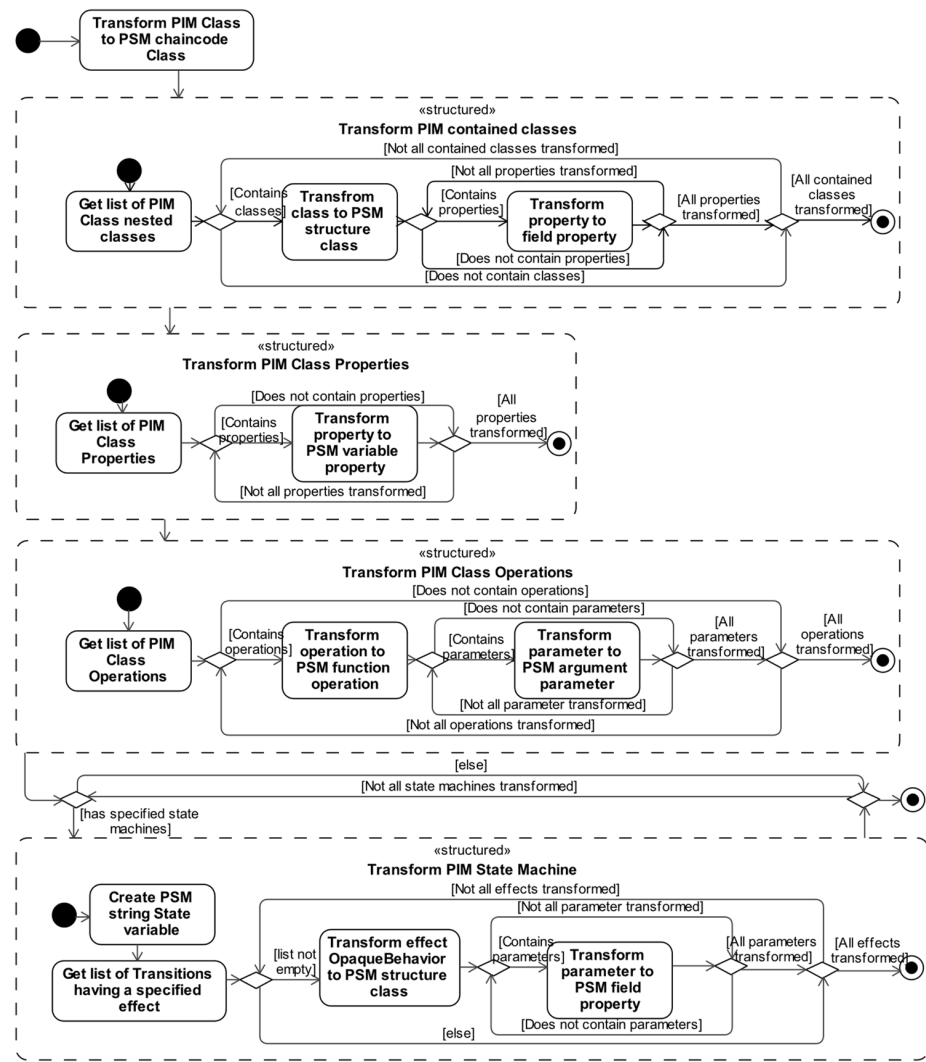 Transform PIM Class
to PSM chaincode
Class
«structured»
Transform PIM contained classes
[Not all contained classes transformed]
[Not all properties transformed]
[All contained
classes
transformed]
Get list of PIM
Class nested
classes
[Contains
classes]
Transfrom
class to PSM
structure
class
[Contains
properties]
Transform
property to
field property
[All properties
transformed]
[Does not contain properties]
[Does not contain classes]
«structured»
Transform PIM Class Properties
[Does not contain properties]
[All
properties
transformed]
Get list of PIM
Class
Properties
[Contains
properties]
Transform
property to
PSM variable
property
[Not all properties transformed]
«structured»
Transform PIM Class Operations
[Does not contain operations]
[Does not contain parameters]
Get list of PIM
Class
Operations
[Contains
operations]
Transform
operation to
PSM function
operation
[Contains
parameters]
Transform
parameter to
PSM argument
parameter
[All
parameters
transformed]
[All
operations
transformed]
[Not all parameter transformed]
[Not all operations transformed]
[else]
[Not all state machines transformed]
[has specified state
machines]
«structured»
Transform PIM State Machine
[Not all effects transformed]
[Not all parameter transformed]
Create PSM
string State
variable
Get list of Transitions
having a specified
effect
[list not
empty]
Transform effect
OpaqueBehavior
to PSM structure
class
[Contains
parameters]
Transform
parameter to
PSM field
property
[All parameters
transformed]
[All effects
transformed]
[Does not contain parameters]
[else]